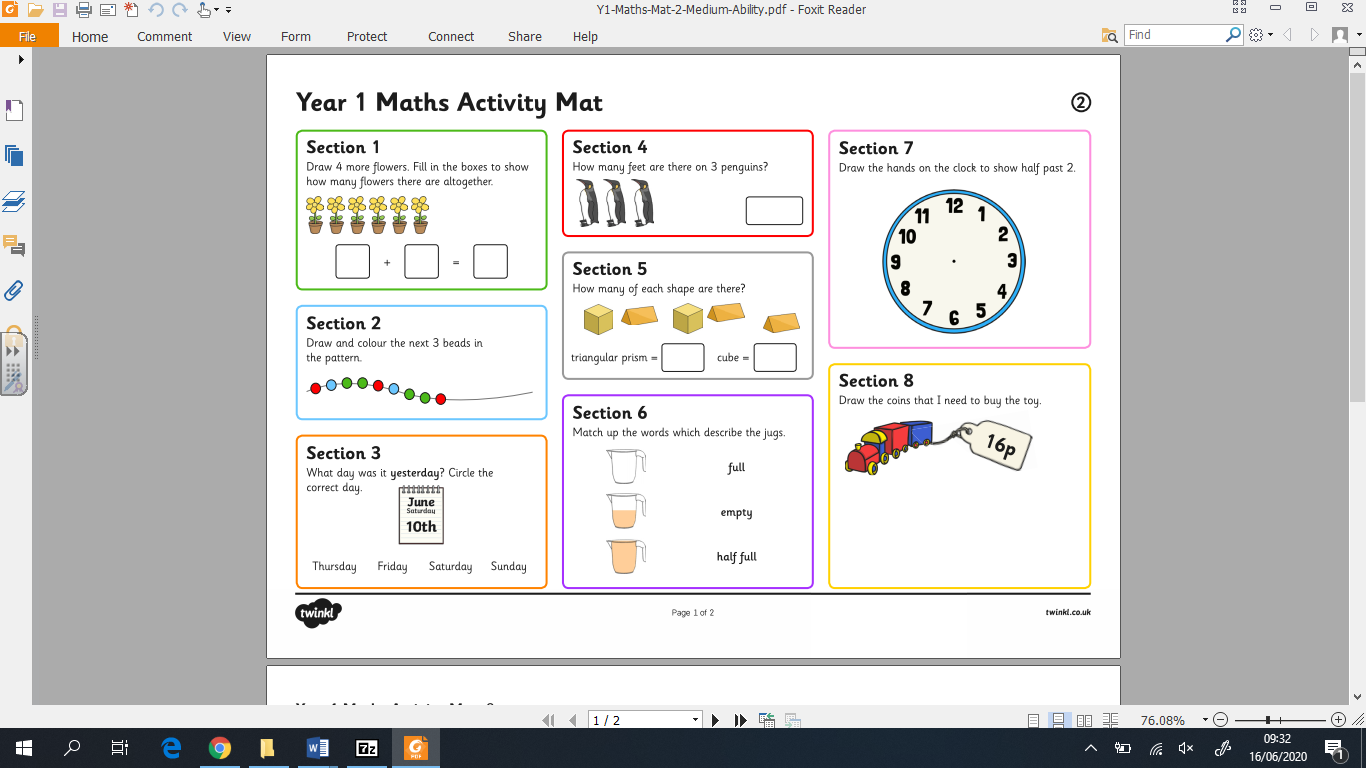 Y1-Maths-Mat-2-Medium-Ability.pdf - Foxit Reader
File Home Comment View Form Protect Connect Share Help Find
Year 1 Maths Activity Mat
2
Section 1
Draw 4 more flowers. Fill in the boxes to show
how many flowers there are altogether.
+ =
Section 2
Draw and colour the next 3 beads in
the pattern.
Section 3
What day was it yesterday? Circle the
correct day.
June
Saturday
10th
Thursday Friday Saturday Sunday
Section 4
How many feet are there on 3 penguins?
Section 5
How many of each shape are there?
triangular prism = cube =
Section 6
Match up the words which describe the jugs.
full
empty
half full
Section 7
Draw the hands on the clock to show half past 2.
12
1
2
3
4
5
6
7
8
9
10
11
Section 8
Draw the coins that I need to buy the toy.
16p
twinkl
Page 1 of 2
twinkl.co.uk
1 / 2
76.08%
W
7z
PDF
09:32
16/06/2020
1